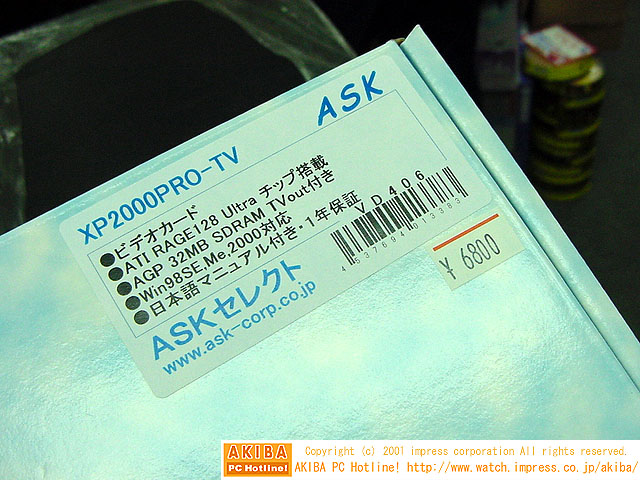 ASK
XP2000PRO-TV
●ビデオカード
●ATI RAGE128 Ultra チップ搭載
●AGP 32MB SDRAM TVout付き
●Win98SE.Me.2000対応
●日本語マニュアル付き・1年保証
YD406
4537694013383
ASKセレクト
www.ask-corp.co.jp
¥ 6800
AKIBA
PC Hotline!
Copyright (c) 2001 impress corporation All rights reserved.
AKIBA PC Hotline! http://www.watch.impress.co.jp/akiba/